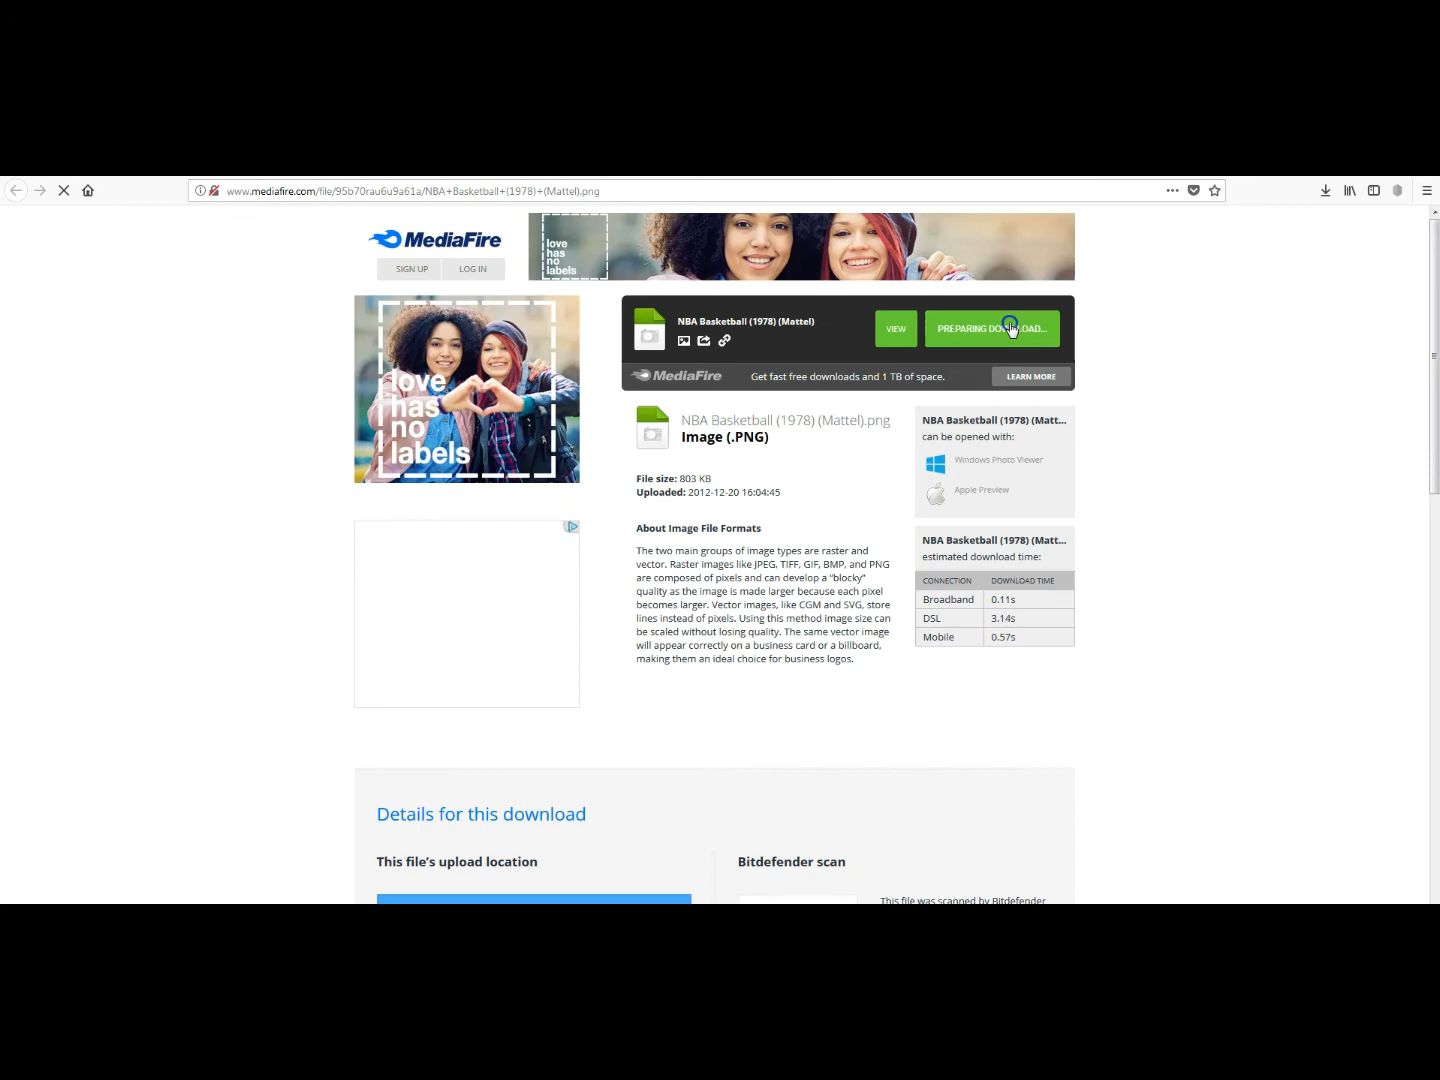 www.mediafire.com/file/95b70rau6u9a61a/NBA+Basketball+(1978)+(Mattel).png
MediaFire
SIGN UP
LOG IN
love
has
no
labels
love
has
no
labels
NBA Basketball (1978) (Mattel)
VIEW
MediaFire
Get fast free downloads and 1 TB of space.
LEARN MORE
NBA Basketball (1978) (Mattel).png
Image (.PNG)
File size: 803 KB
Uploaded: 2012-12-20 16:04:45
About Image File Formats
The two main groups of image types are raster and
vector. Raster images like JPEG, TIFF, GIF, BMP, and PNG
are composed of pixels and can develop a “blocky”
quality as the image is made larger because each pixel
becomes larger. Vector images, like CGM and SVG, store
lines instead of pixels. Using this method image size can
be scaled without losing quality. The same vector image
will appear correctly on a business card or a billboard,
making them an ideal choice for business logos.
NBA Basketball (1978) (Matt...
can be opened with:
Windows Photo Viewer
Apple Preview
NBA Basketball (1978) (Matt...
estimated download time:
CONNECTION DOWNLOAD TIME
Broadband 0.11s
DSL 3.14s
Mobile 0.57s
Details for this download
This file’s upload location
Bitdefender scan
This file was scanned by Bitdefender
PREPARING